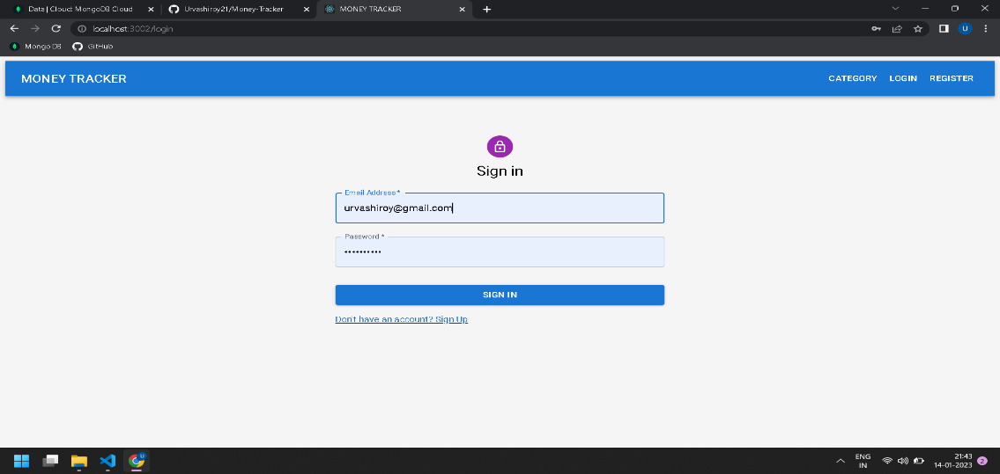 Data | Cloud: MongoDB Cloud
Urvashiroy21/Money-Tracker
MONEY TRACKER
localhost:3002/login
U
Mongo DB
GitHub
MONEY TRACKER
CATEGORY
LOGIN
REGISTER
Sign in
Email Address *
urvashiroy@gmail.com
Password *
SIGN IN
Don't have an account? Sign Up
U
ENG
IN
21:43
14-01-2023
2